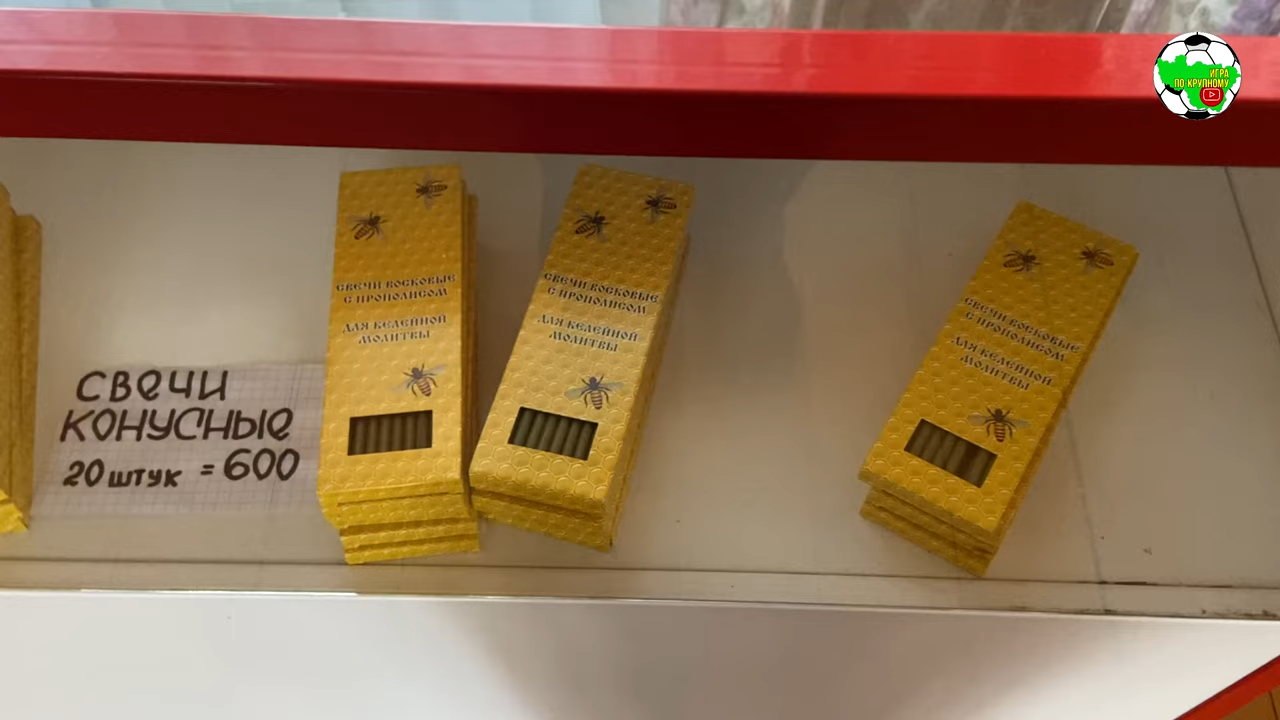 ИГРА
ПО КРУПНОМУ
СВЕЧИ
КОНУСНЫЕ
20 штук = 600
СВЕЧИ ВОСКОВЫЕ
С ПРОПОЛИСОМ
ДЛЯ КЕЛЕЙНОЙ
МОЛИТВЫ
СВЕЧИ ВОСКОВЫЕ
С ПРОПОЛИСОМ
ДЛЯ КЕЛЕЙНОЙ
МОЛИТВЫ
СВЕЧИ ВОСКОВЫЕ
С ПРОПОЛИСОМ
ДЛЯ КЕЛЕЙНОЙ
МОЛИТВЫ